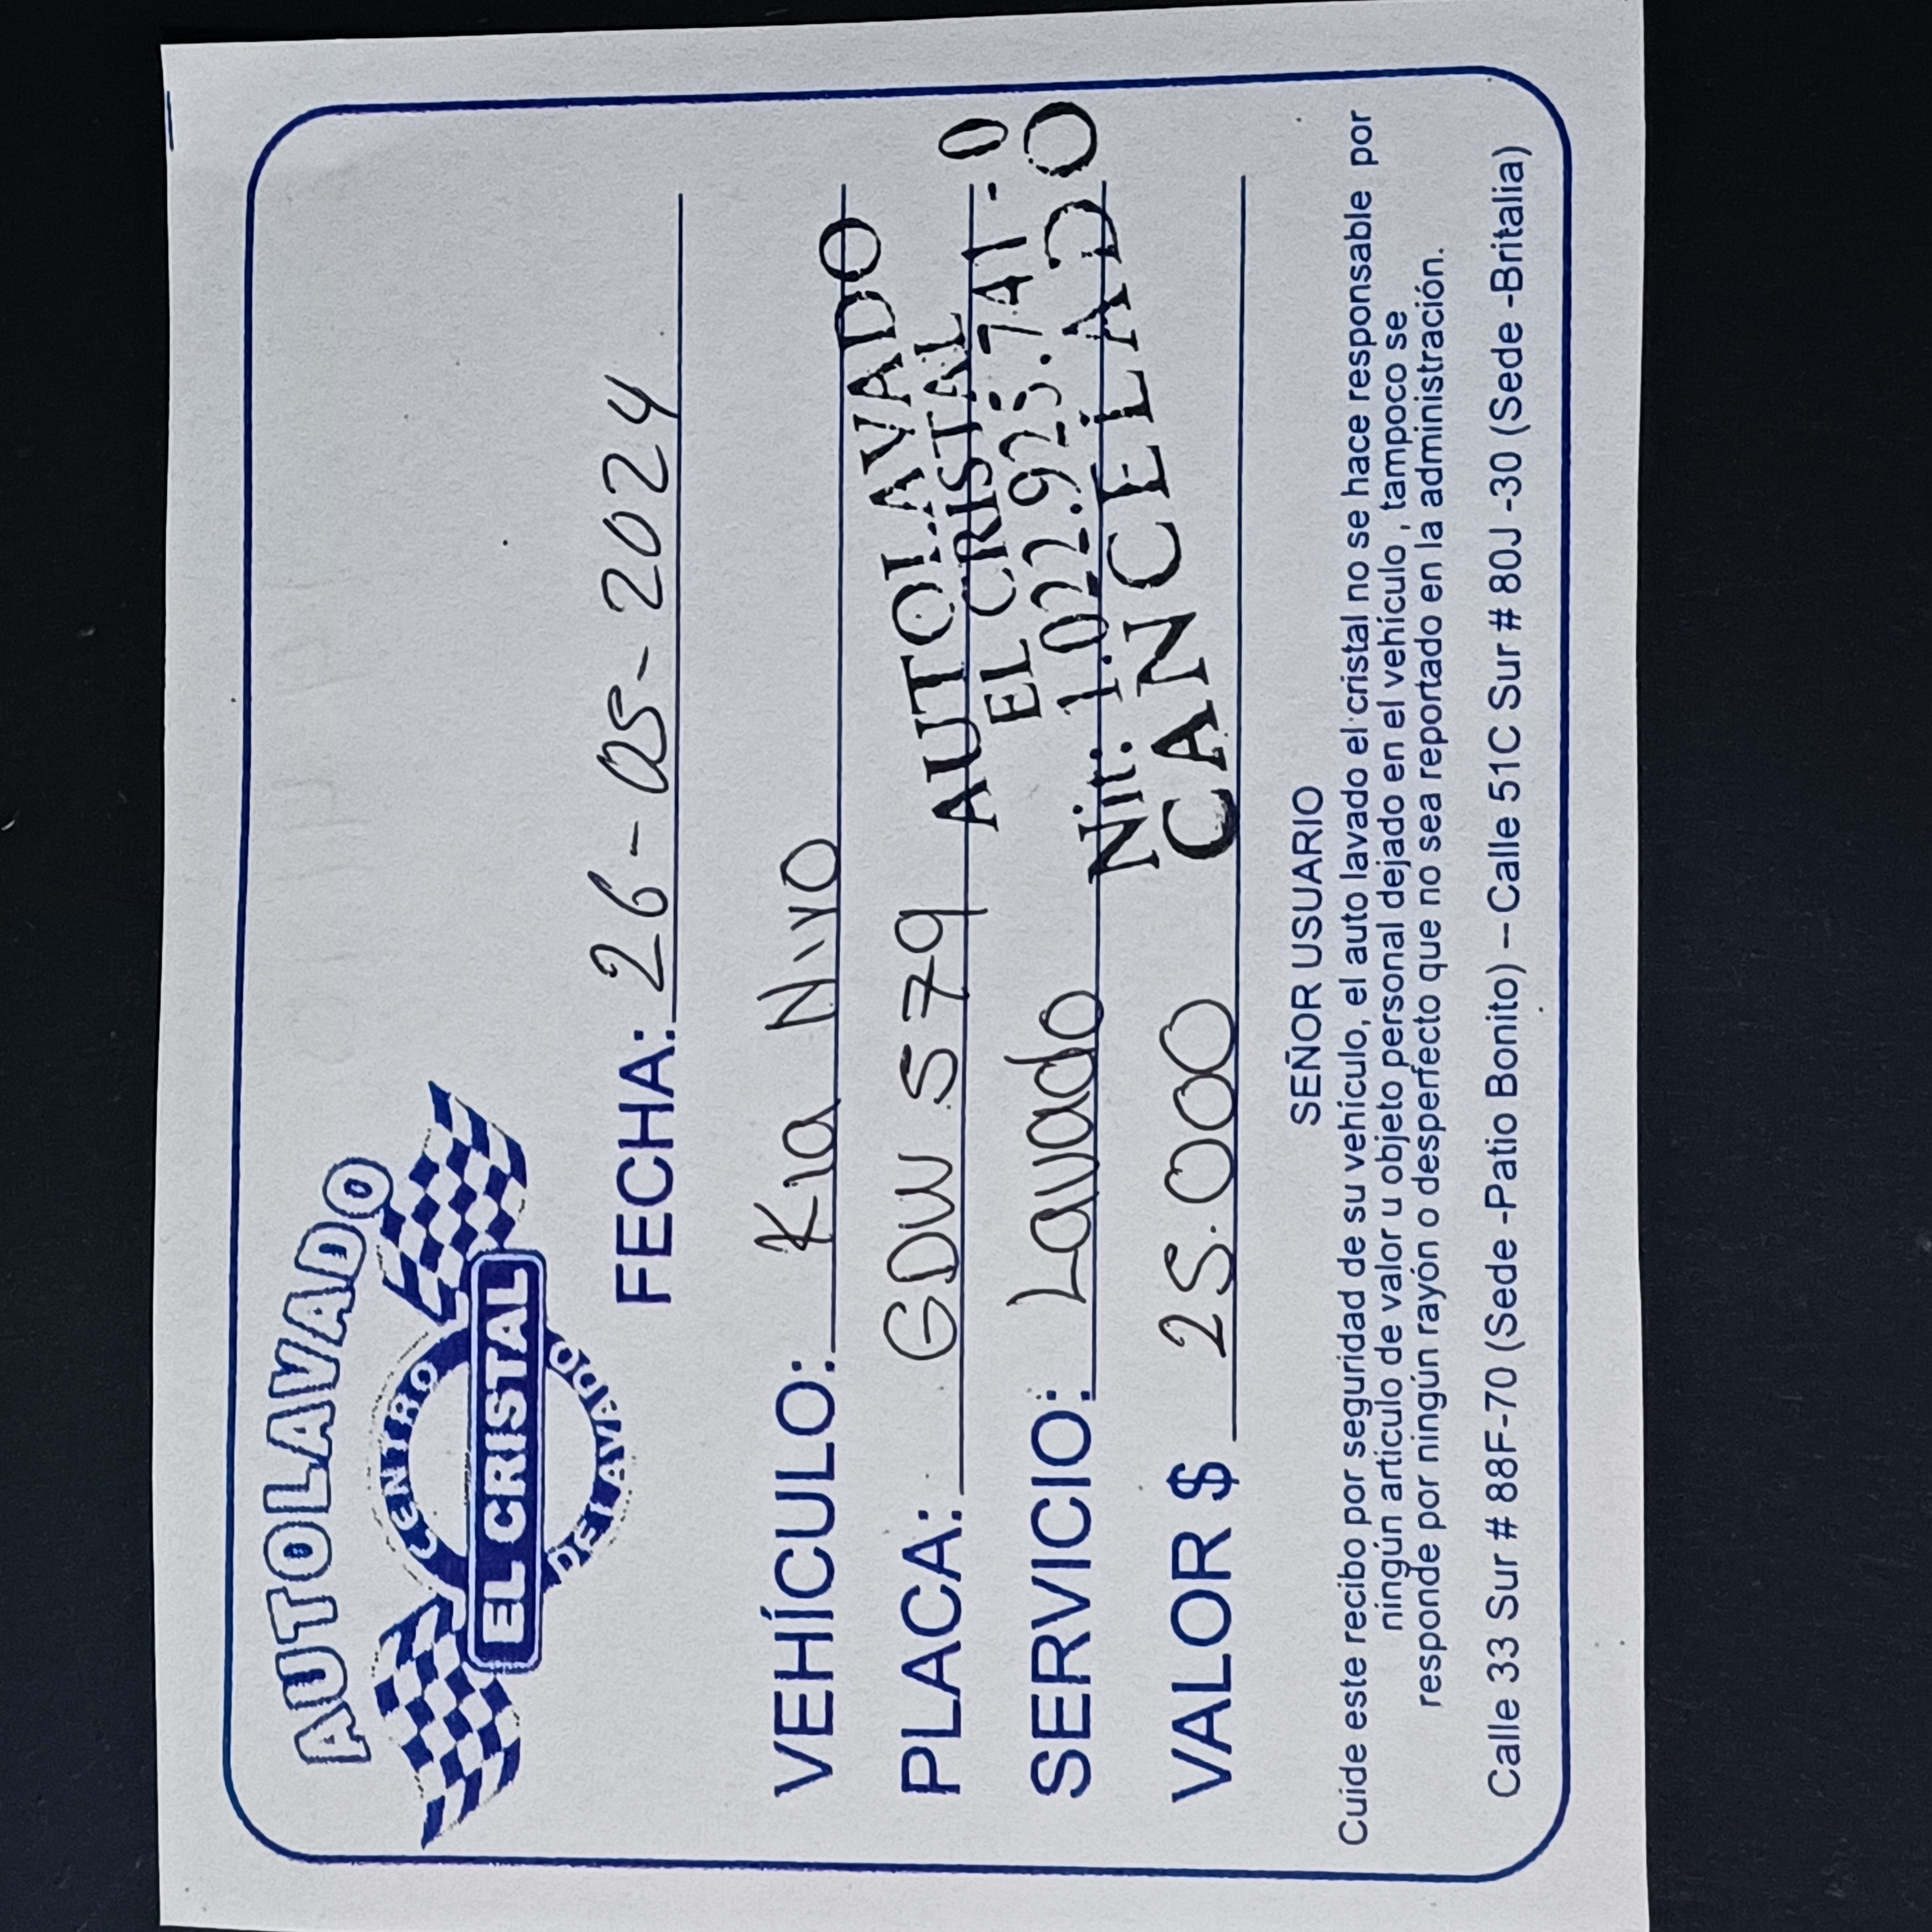 AUTOLAVADO
CENTRO
EL CRISTAL
DE LAVADO
FECHA: 26-05-2024
VEHÍCULO: Kia Niro
PLACA: GDW 579
SERVICIO: Lavado
VALOR $ 25.000
AUTOLAVADO
AUTOLAVADO
EL CRISTAL
Nit: 1.022.925.741-0
CANCELADO
SEÑOR USUARIO
Cuide este recibo por seguridad de su vehículo, el auto lavado el cristal no se hace responsable por
ningún artículo de valor u objeto personal dejado en el vehículo , tampoco se
responde por ningún rayón o desperfecto que no sea reportado en la administración.
Calle 33 Sur # 88F-70 (Sede -Patio Bonito) – Calle 51C Sur # 80J -30 (Sede -Britalia)